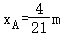 x_A = 4/21 m